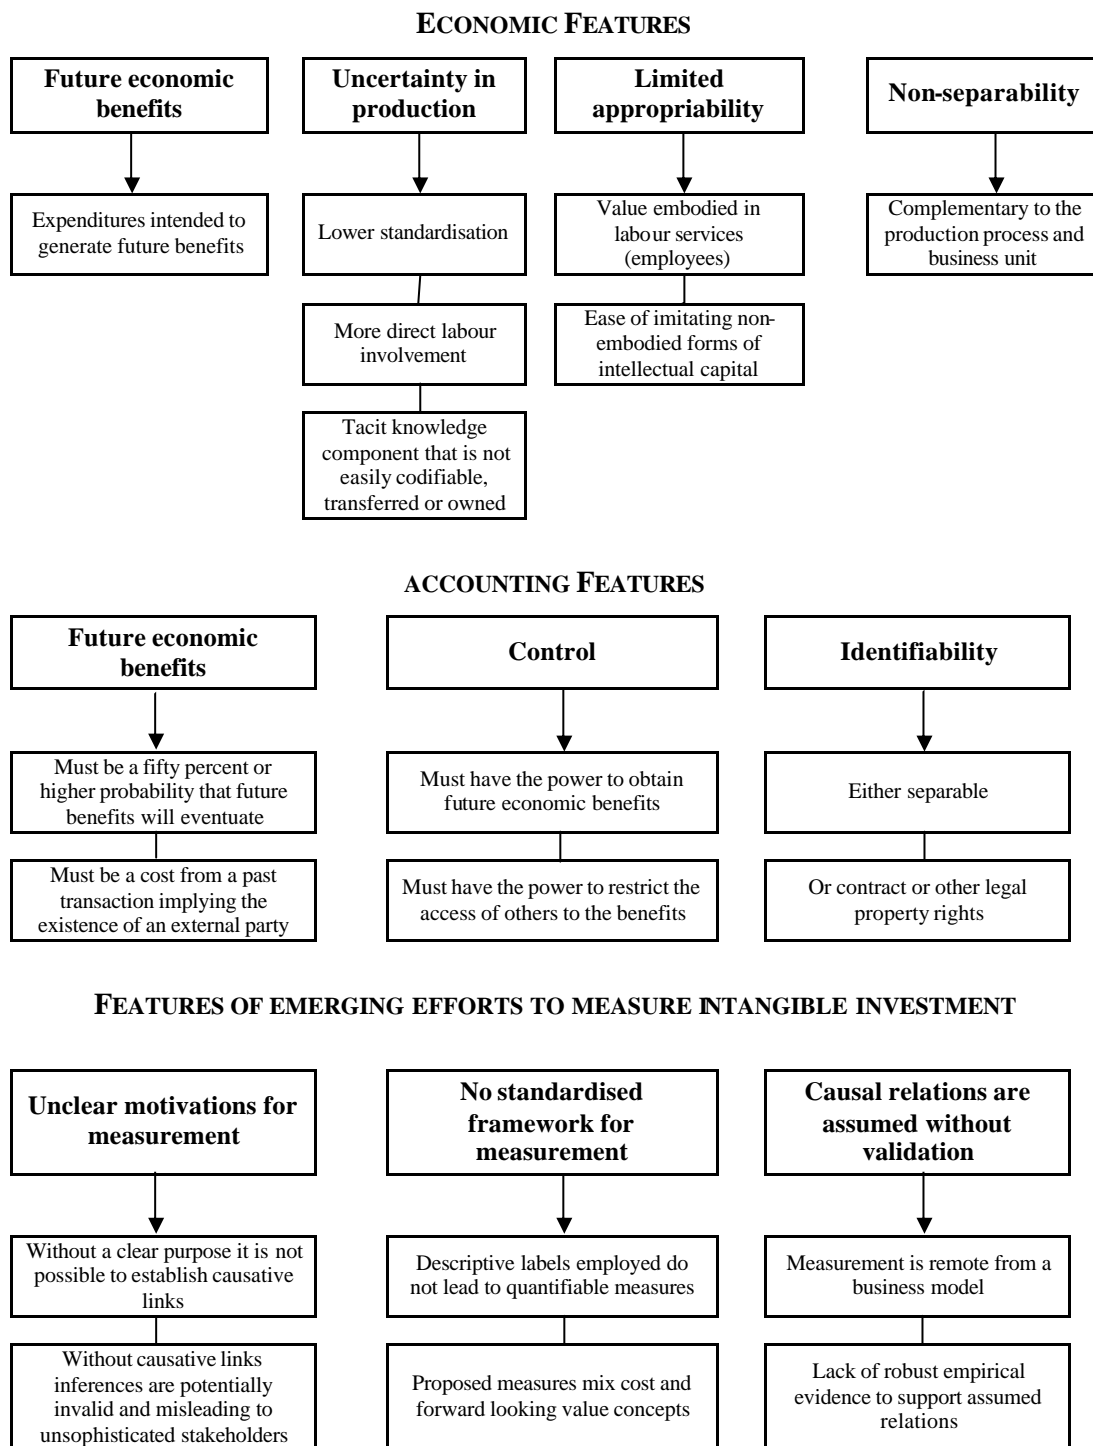 ECONOMIC FEATURES
Future economic
benefits
Expenditures intended to
generate future benefits
Uncertainty in
production
Lower standardisation
More direct labour
involvement
Tacit knowledge
component that is not
easily codifiable,
transferred or owned
Limited
appropriability
Value embodied in
labour services
(employees)
Ease of imitating non-
embodied forms of
intellectual capital
Non-separability
Complementary to the
production process and
business unit
ACCOUNTING FEATURES
Future economic
benefits
Must be a fifty percent or
higher probability that future
benefits will eventuate
Must be a cost from a past
transaction implying the
existence of an external party
Control
Must have the power to obtain
future economic benefits
Must have the power to restrict the
access of others to the benefits
Identifiability
Either separable
Or contract or other legal
property rights
FEATURES OF EMERGING EFFORTS TO MEASURE INTANGIBLE INVESTMENT
Unclear motivations for
measurement
Without a clear purpose it is not
possible to establish causative
links
Without causative links
inferences are potentially
invalid and misleading to
unsophisticated stakeholders
No standardised
framework for
measurement
Descriptive labels employed do
not lead to quantifiable measures
Proposed measures mix cost and
forward looking value concepts
Causal relations are
assumed without
validation
Measurement is remote from a
business model
Lack of robust empirical
evidence to support assumed
relations